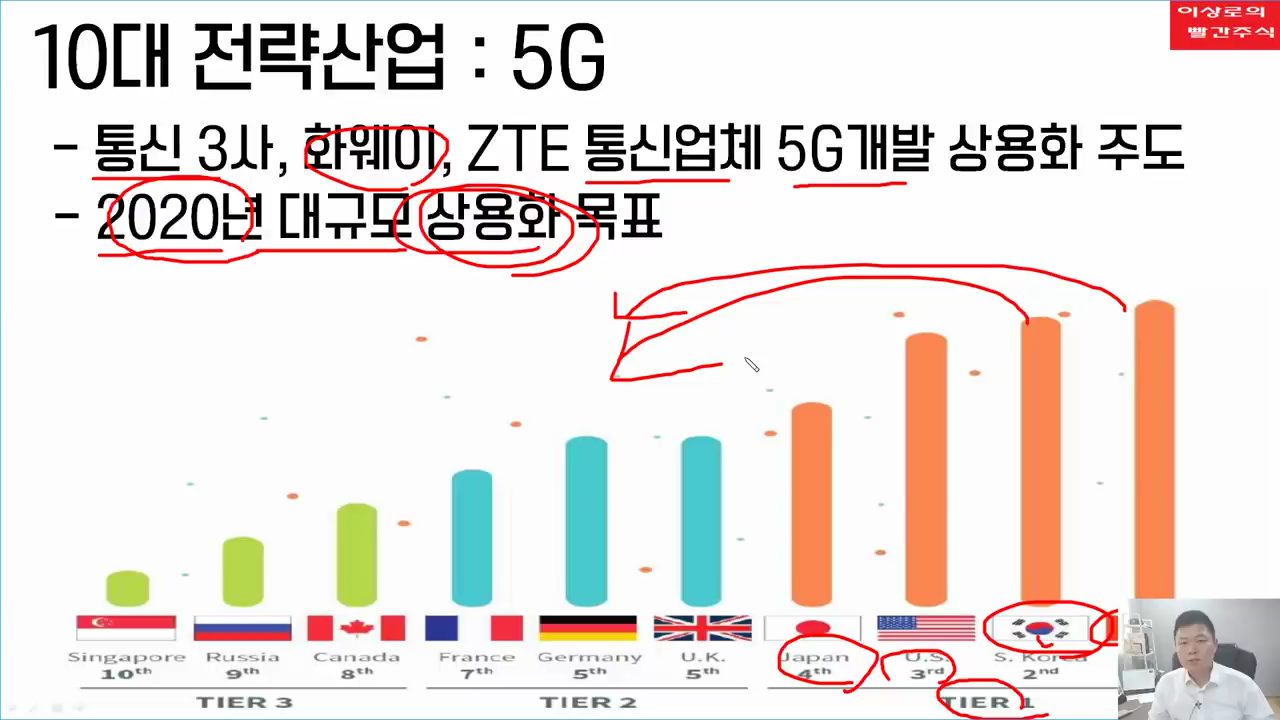 이상로의
빨간주식
10대 전략산업 : 5G
- 통신 3사, 화웨이, ZTE 통신업체 5G개발 상용화 주도
- 2020년 대규모 상용화 목표
Singapore Russia Canada France Germany U.K. Japan U.S. S. Korea
10th 9th 8th 7th 5th 5th 4th 3rd 2nd
TIER 3 TIER 2 TIER 1